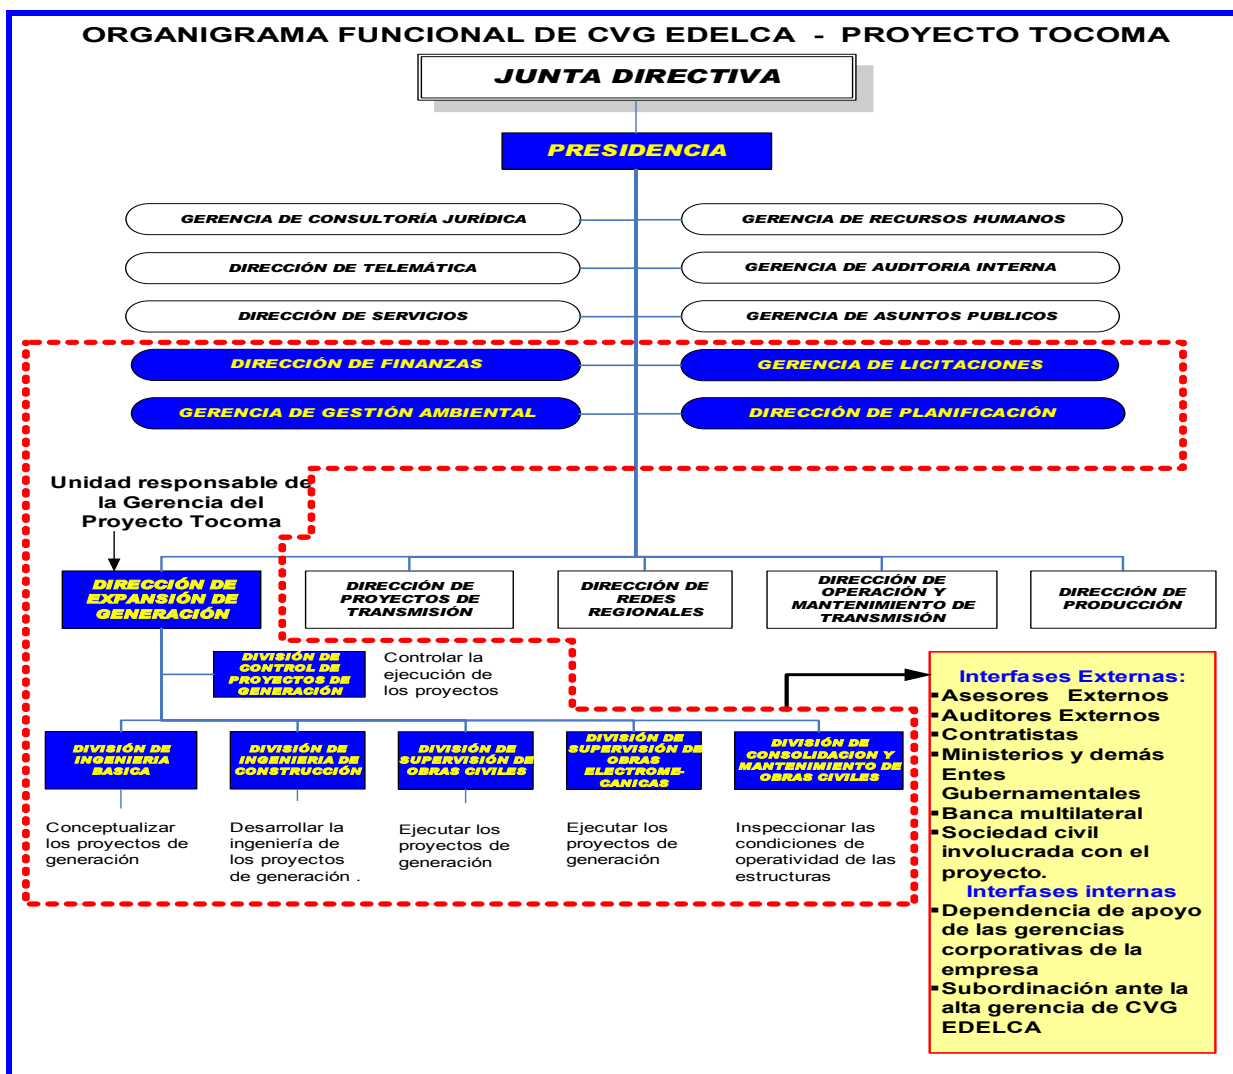 ORGANIGRAMA FUNCIONAL DE CVG EDELCA - PROYECTO TOCOMA
JUNTA DIRECTIVA
PRESIDENCIA
GERENCIA DE CONSULTORÍA JURÍDICA
GERENCIA DE RECURSOS HUMANOS
DIRECCIÓN DE TELEMÁTICA
GERENCIA DE AUDITORIA INTERNA
DIRECCIÓN DE SERVICIOS
GERENCIA DE ASUNTOS PUBLICOS
DIRECCIÓN DE FINANZAS
GERENCIA DE LICITACIONES
GERENCIA DE GESTIÓN AMBIENTAL
DIRECCIÓN DE PLANIFICACIÓN
Unidad responsable de
la Gerencia del
Proyecto Tocoma
DIRECCIÓN DE
EXPANSIÓN DE
GENERACIÓN
DIRECCIÓN DE
PROYECTOS DE
TRANSMISIÓN
DIRECCIÓN DE
REDES
REGIONALES
DIRECCIÓN DE
OPERACIÓN Y
MANTENIMIENTO DE
TRANSMISIÓN
DIRECCIÓN DE
PRODUCCIÓN
DIVISIÓN DE
CONTROL DE
PROYECTOS DE
GENERACIÓN
Controlar la
ejecución de
los proyectos
DIVISIÓN DE
INGENIERIA
BASICA
DIVISIÓN DE
INGENIERIA DE
CONSTRUCCIÓN
DIVISIÓN DE
SUPERVISIÓN DE
OBRAS CIVILES
DIVISIÓN DE
SUPERVISIÓN DE
OBRAS
ELECTROME-
CANICAS
DIVISIÓN DE
CONSOLIDACION Y
MANTENIMIENTO DE
OBRAS CIVILES
Conceptualizar
los proyectos de
generación
Desarrollar la
ingeniería de
los proyectos
de generación .
Ejecutar los
proyectos de
generación
Ejecutar los
proyectos de
generación
Inspeccionar las
condiciones de
operatividad de las
estructuras
Interfases Externas:
▪Asesores Externos
▪Auditores Externos
▪Contratistas
▪Ministerios y demás
Entes
Gubernamentales
▪Banca multilateral
▪Sociedad civil
involucrada con el
proyecto.
Interfases internas
▪Dependencia de apoyo
de las gerencias
corporativas de la
empresa
▪Subordinación ante la
alta gerencia de CVG
EDELCA